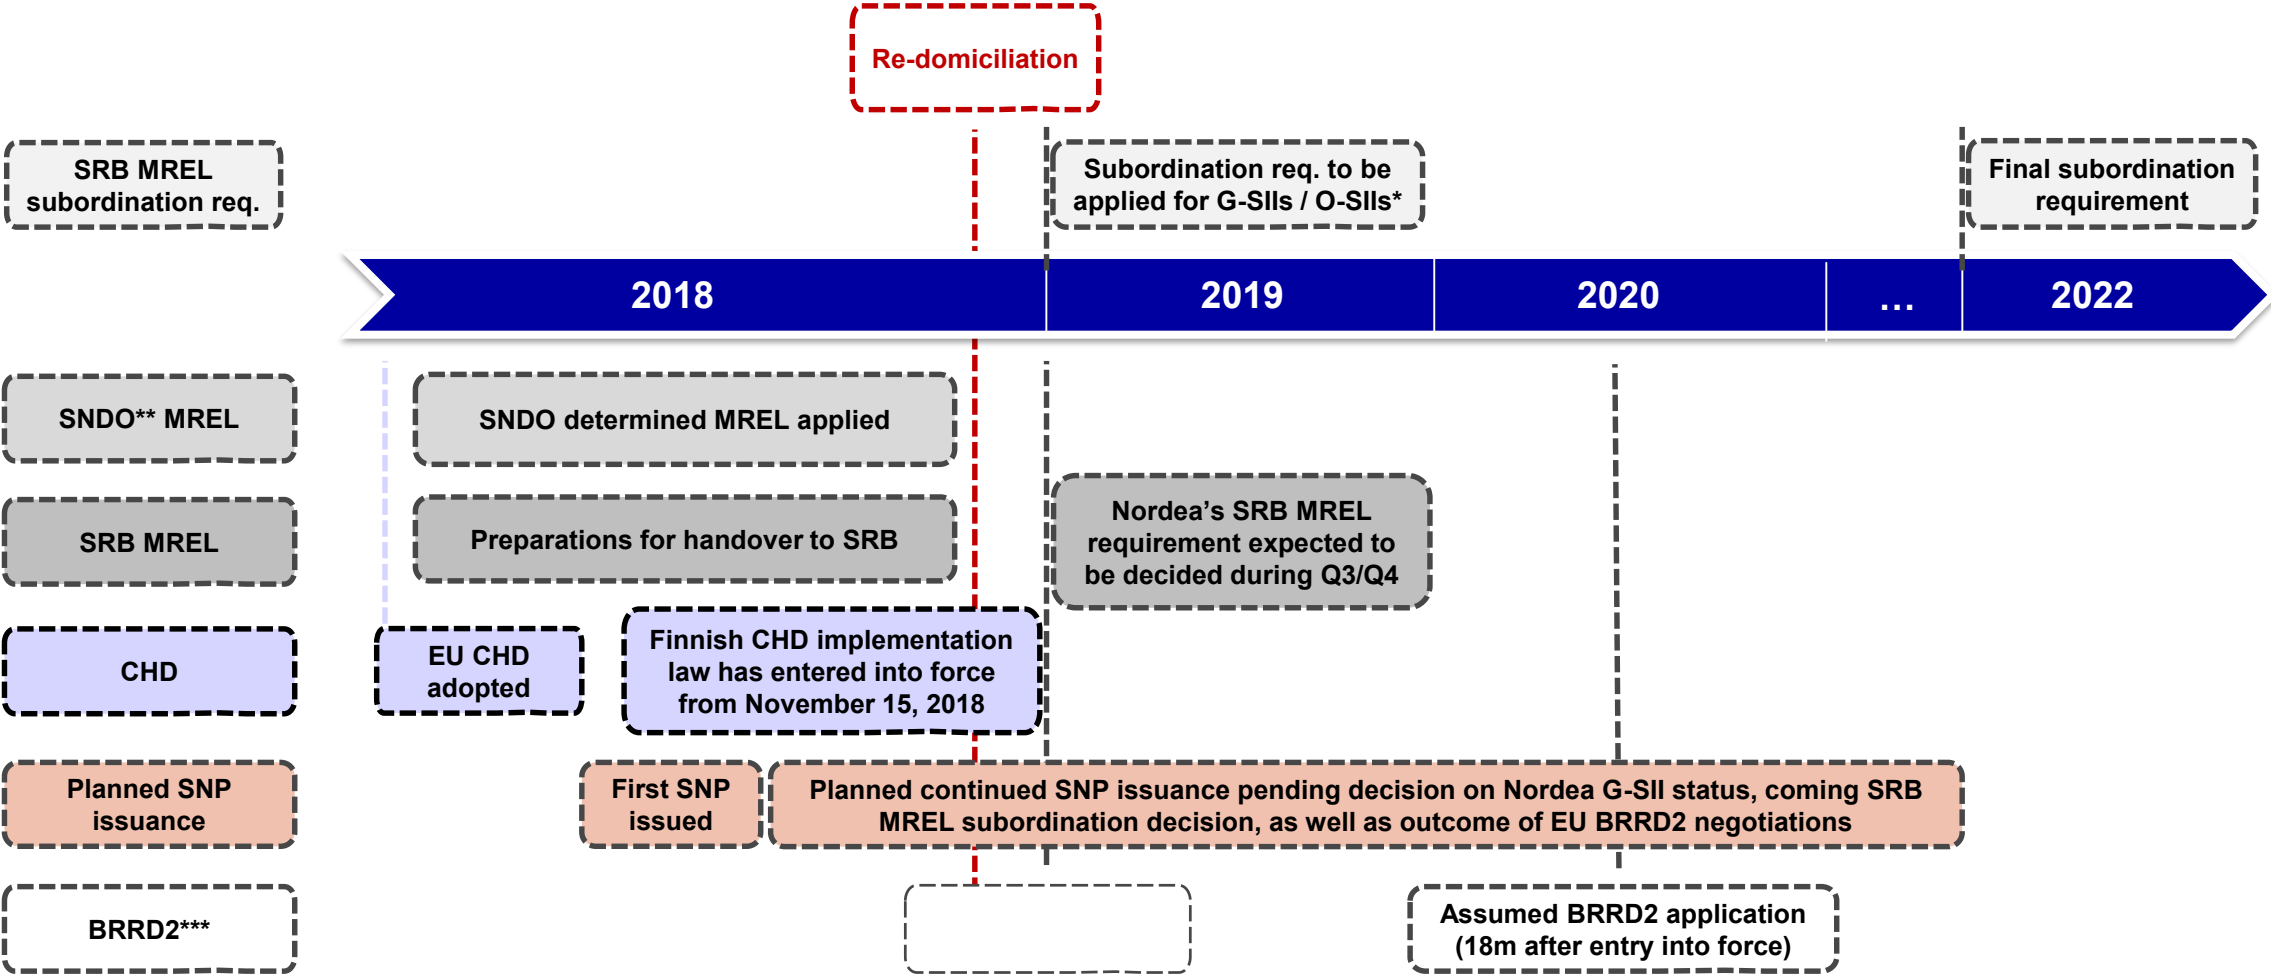 Re-domiciliation
SRB MREL
subordination req.
Subordination req. to be
applied for G-SIIs / O-SIIs*
Final subordination
requirement
2018
2019
2020
...
2022
SNDO** MREL
SNDO determined MREL applied
SRB MREL
Preparations for handover to SRB
Nordea's SRB MREL
requirement expected to
be decided during Q3/Q4
CHD
EU CHD
adopted
Finnish CHD implementation
law has entered into force
from November 15, 2018
Planned SNP
issuance
First SNP
issued
Planned continued SNP issuance pending decision on Nordea G-SII status, coming SRB
MREL subordination decision, as well as outcome of EU BRRD2 negotiations
BRRD2***
Assumed BRRD2 application
(18m after entry into force)